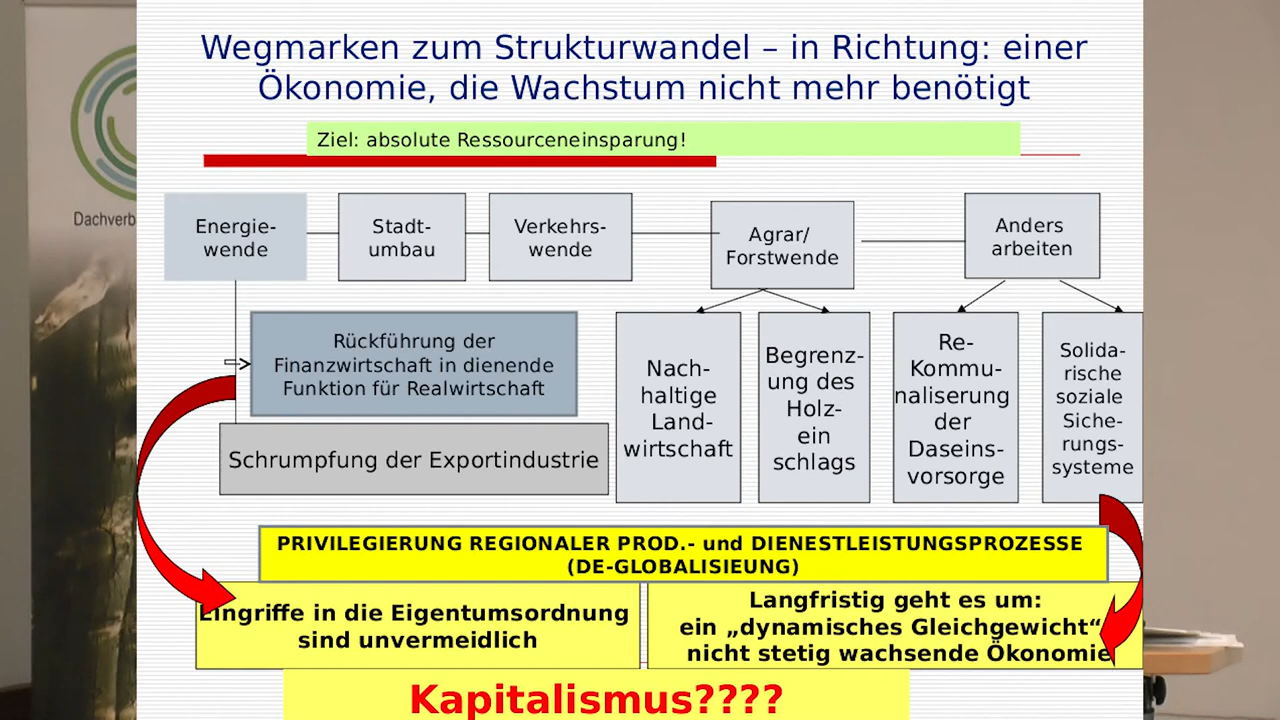 Wegmarken zum Strukturwandel – in Richtung: einer
Ökonomie, die Wachstum nicht mehr benötigt
Ziel: absolute Ressourceneinsparung!
Dachverb
Energie-
wende
Stadt-
umbau
Verkehrs-
wende
Agrar/
Forstwende
Anders
arbeiten
Rückführung der
Finanzwirtschaft in dienende
Funktion für Realwirtschaft
Schrumpfung der Exportindustrie
Nach-
haltige
Land-
wirtschaft
Begrenz-
ung des
Holz-
ein
schlags
Re-
Kommu-
nalisierung
der
Daseins-
vorsorge
Solida-
rische
soziale
Siche-
rungs-
systeme
PRIVILEGIERUNG REGIONALER PROD.- und DIENESTLEISTUNGSPROZESSE
(DE-GLOBALISIEUNG)
Eingriffe in die Eigentumsordnung
sind unvermeidlich
Langfristig geht es um:
ein „dynamisches Gleichgewicht“
nicht stetig wachsende Ökonomie
Kapitalismus????